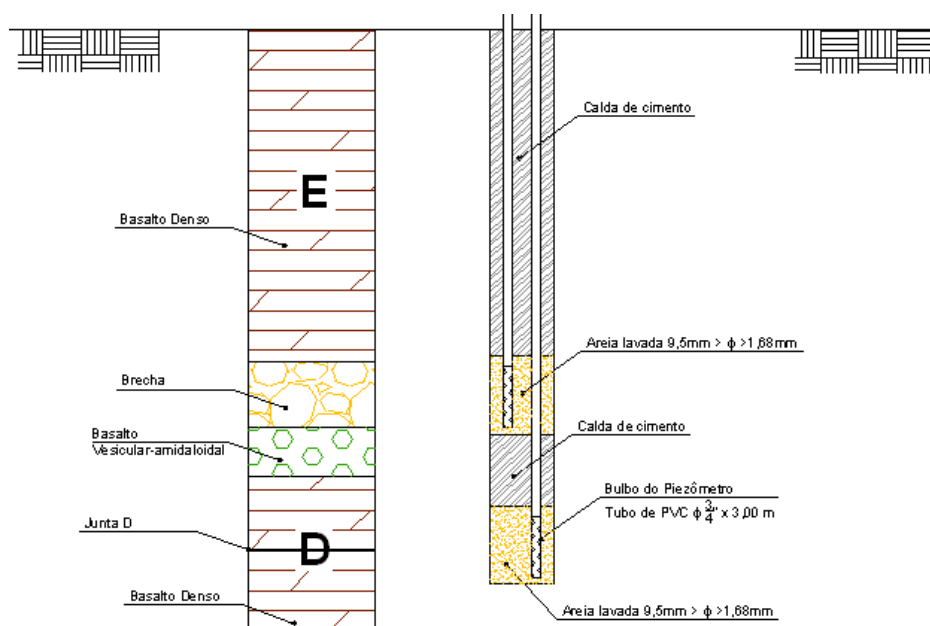 Calda de cimento
E
Basalto Denso
Areia lavada 9,5mm > ϕ >1,68mm
Brecha
Basalto
Vesicular-amidaloidal
Calda de cimento
Bulbo do Piezômetro
Tubo de PVC ϕ 3/4" x 3,00 m
Junta D
D
Basalto Denso
Areia lavada 9,5mm > ϕ >1,68mm